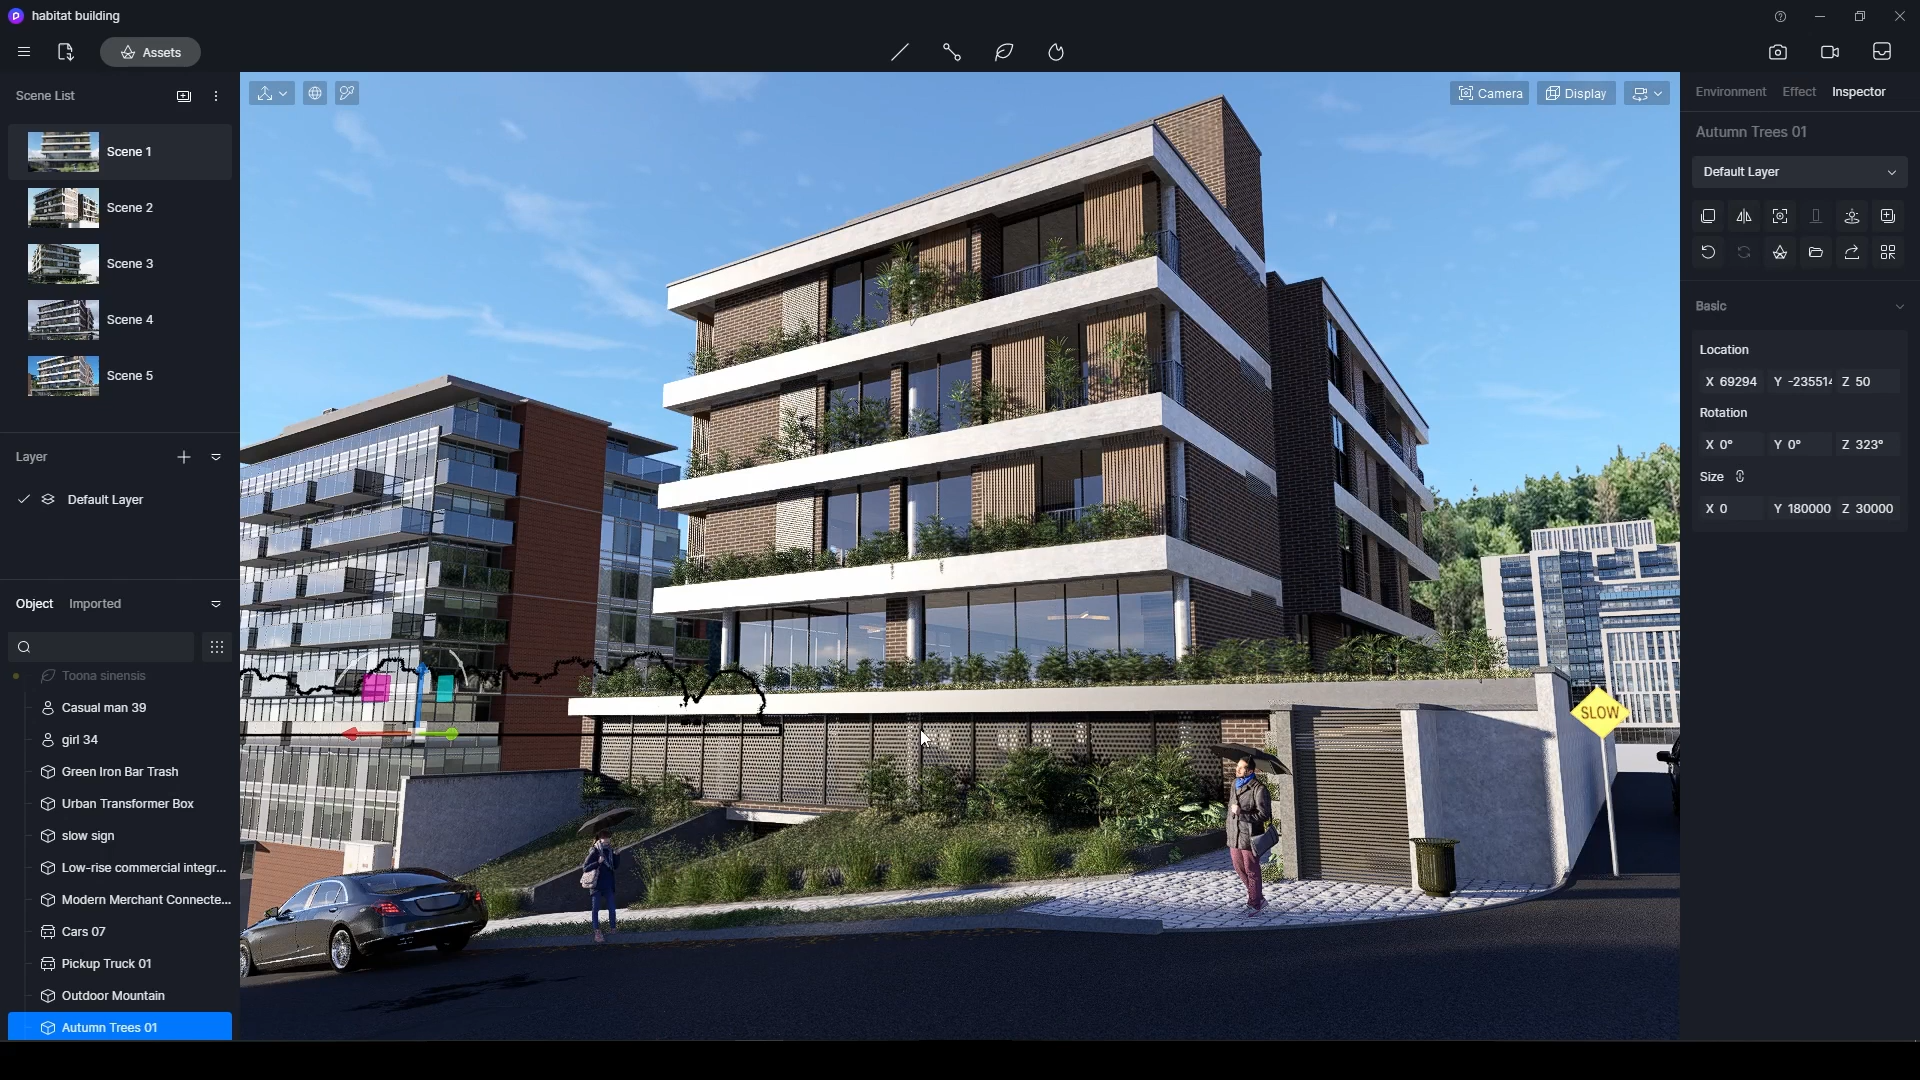 habitat building
Assets
Scene List
Scene 1
Scene 2
Scene 3
Scene 4
Scene 5
Layer
Default Layer
Object Imported
Toona sinensis
Casual man 39
girl 34
Green Iron Bar Trash
Urban Transformer Box
slow sign
Low-rise commercial integr...
Modern Merchant Connecte...
Cars 07
Pickup Truck 01
Outdoor Mountain
Autumn Trees 01
Camera Display
SLOW
Environment Effect Inspector
Autumn Trees 01
Default Layer
Basic
Location
X 69294 Y -235514 Z 50
Rotation
X 0° Y 0° Z 323°
Size
X 0 Y 180000 Z 30000